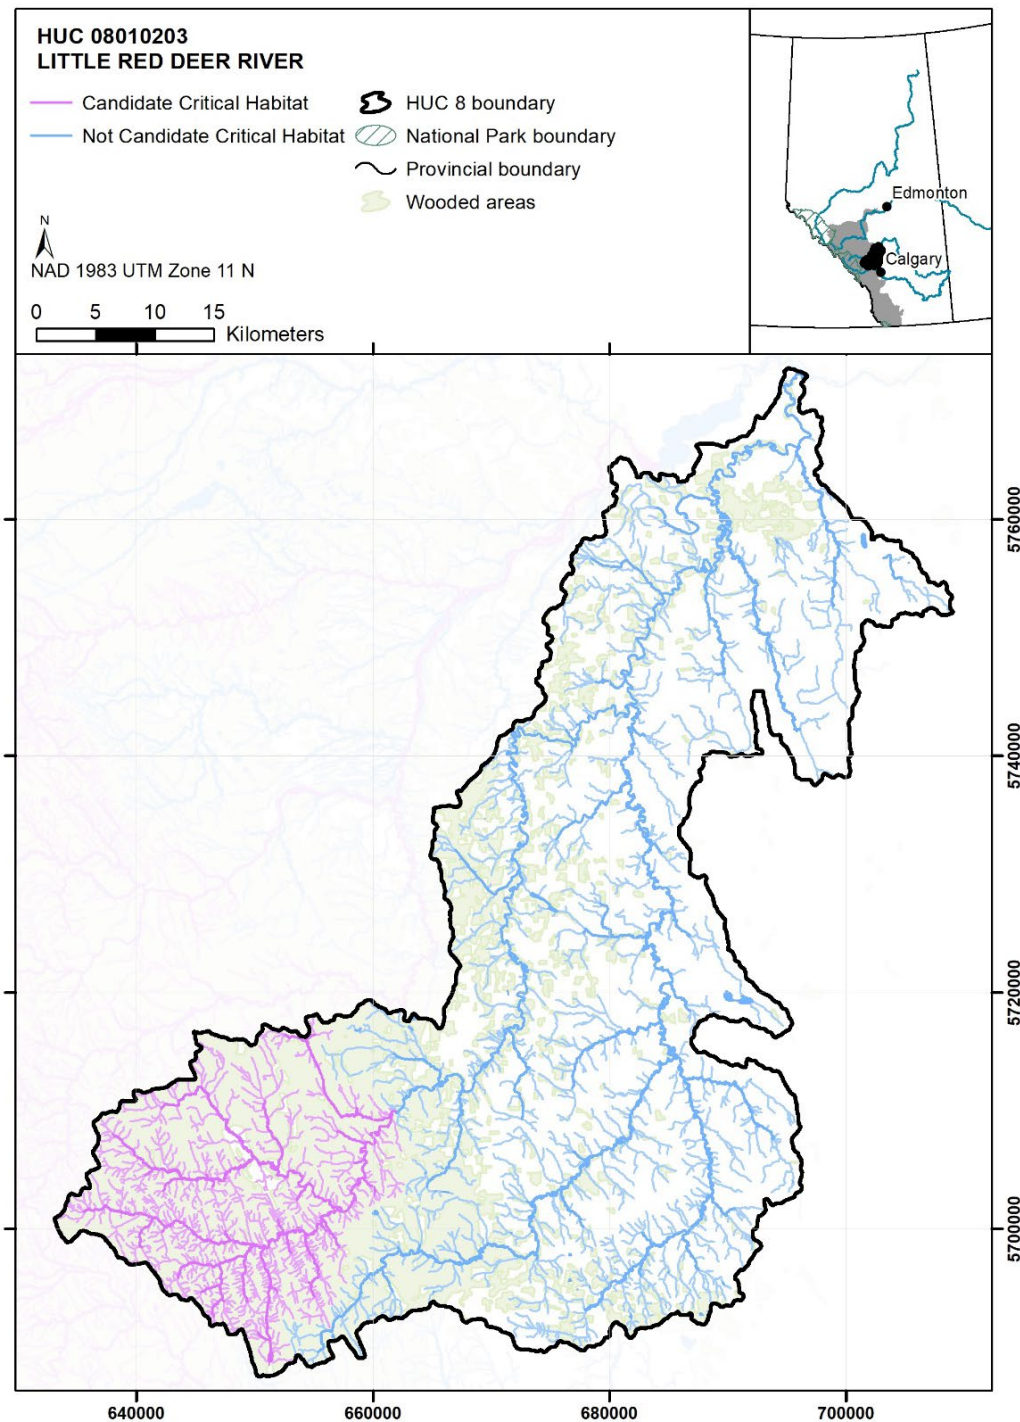 HUC 08010203
LITTLE RED DEER RIVER
Candidate Critical Habitat
Not Candidate Critical Habitat
HUC 8 boundary
National Park boundary
Provincial boundary
Wooded areas
N
NAD 1983 UTM Zone 11 N
0 5 10 15
Kilometers
Edmonton
Calgary
5760000
5740000
5720000
5700000
640000 660000 680000 700000